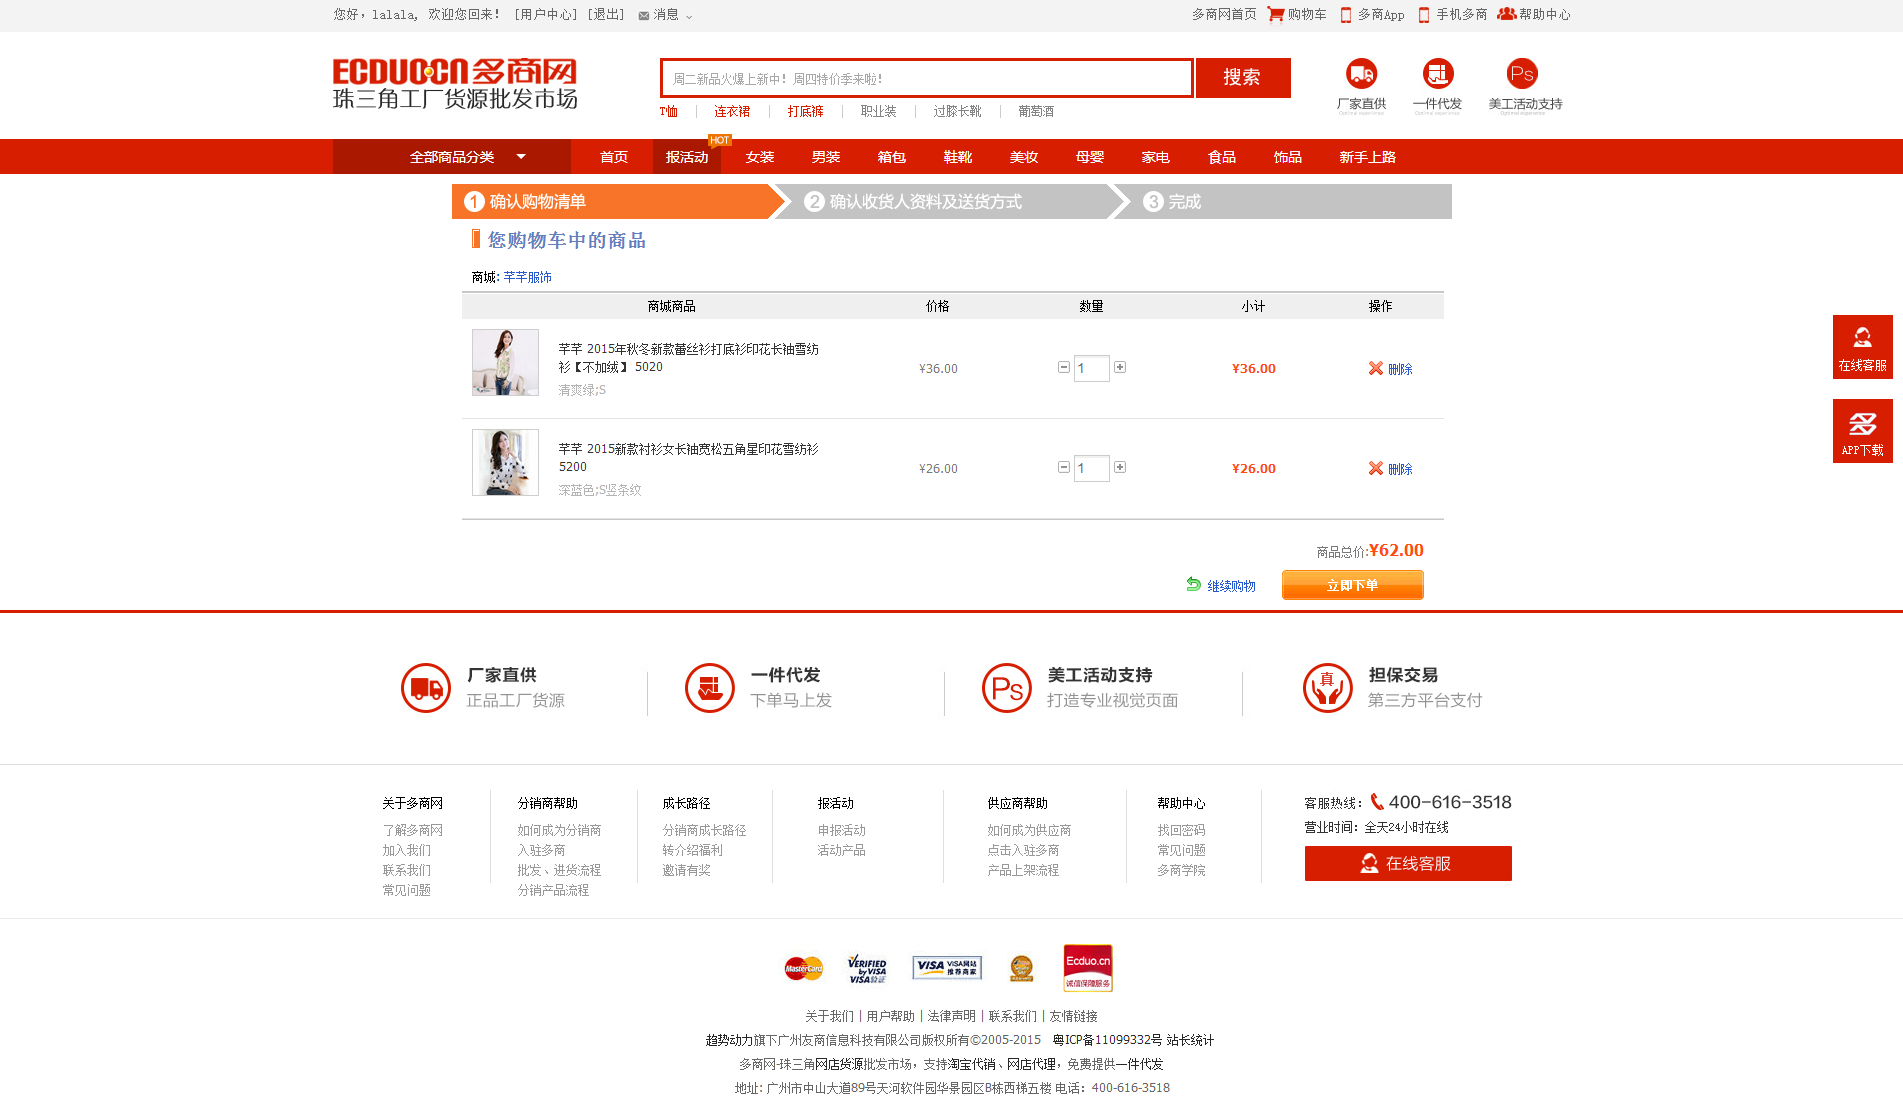 您好，lalala, 欢迎您回来！ [用户中心] [退出] 消息
多商网首页 购物车 多商App 手机多商 帮助中心
ECDUO.CN多商网
珠三角工厂货源批发市场
周二新品火爆上新中！周四特价季来啦！
搜索
T恤 连衣裙 打底裤 职业装 过膝长靴 葡萄酒
厂家直供 一件代发 Ps 美工活动支持
全部商品分类 首页 报活动 HOT 女装 男装 箱包 鞋靴 美妆 母婴 家电 食品 饰品 新手上路
1 确认购物清单 2 确认收货人资料及送货方式 3 完成
您购物车中的商品
商城: 芊芊服饰
商城商品 价格 数量 小计 操作
芊芊 2015年秋冬新款蕾丝衫打底衫印花长袖雪纺
衫【不加绒】 5020
清爽绿;S
¥36.00 1 ¥36.00 删除
芊芊 2015新款衬衫女长袖宽松五角星印花雪纺衫
5200
深蓝色;S竖条纹
¥26.00 1 ¥26.00 删除
商品总价:¥62.00
继续购物 立即下单
在线客服
APP下载
厂家直供
正品工厂货源
一件代发
下单马上发
Ps 美工活动支持
打造专业视觉页面
真 担保交易
第三方平台支付
关于多商网
了解多商网
加入我们
联系我们
常见问题
分销商帮助
如何成为分销商
入驻多商
批发、进货流程
分销产品流程
成长路径
分销商成长路径
转介绍福利
邀请有奖
报活动
申报活动
活动产品
供应商帮助
如何成为供应商
点击入驻多商
产品上架流程
帮助中心
找回密码
常见问题
多商学院
客服热线： 400-616-3518
营业时间：全天24小时在线
在线客服
MasterCard
VERIFIED
by VISA
VISA验证
VISA VISA网站
推荐商家
Ecduo.cn
诚信保障服务
关于我们 | 用户帮助 | 法律声明 | 联系我们 | 友情链接
趋势动力旗下广州友商信息科技有限公司版权所有©2005-2015 粤ICP备11099332号 站长统计
多商网-珠三角网店货源批发市场，支持淘宝代销、网店代理，免费提供一件代发
地址: 广州市中山大道89号天河软件园华景园区B栋西梯五楼 电话：400-616-3518